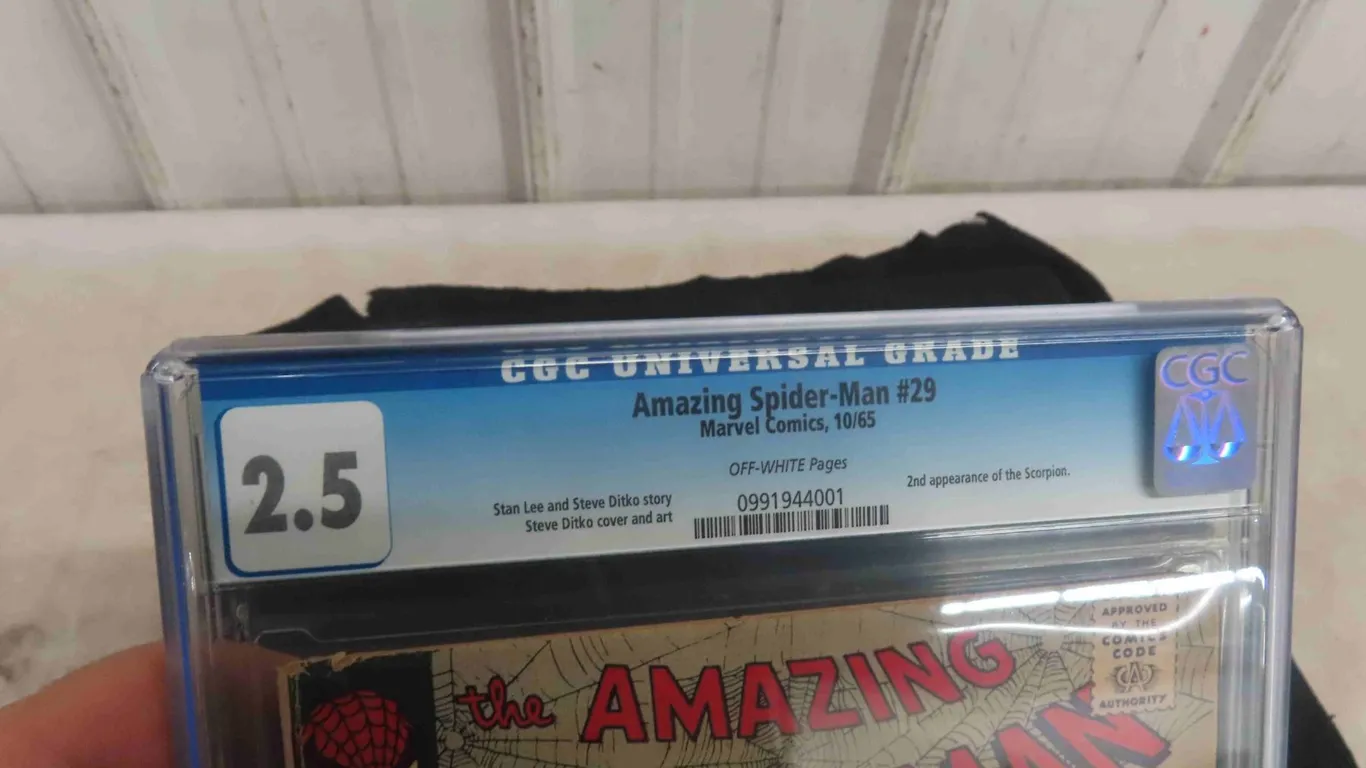 CGC UNIVERSAL GRADE
CGC
Amazing Spider-Man #29
Marvel Comics, 10/65
2.5
OFF-WHITE Pages
Stan Lee and Steve Ditko story
Steve Ditko cover and art
0991944001
2nd appearance of the Scorpion.
APPROVED
BY THE
COMICS
CODE
CA
AUTHORITY
the AMAZING
MAN